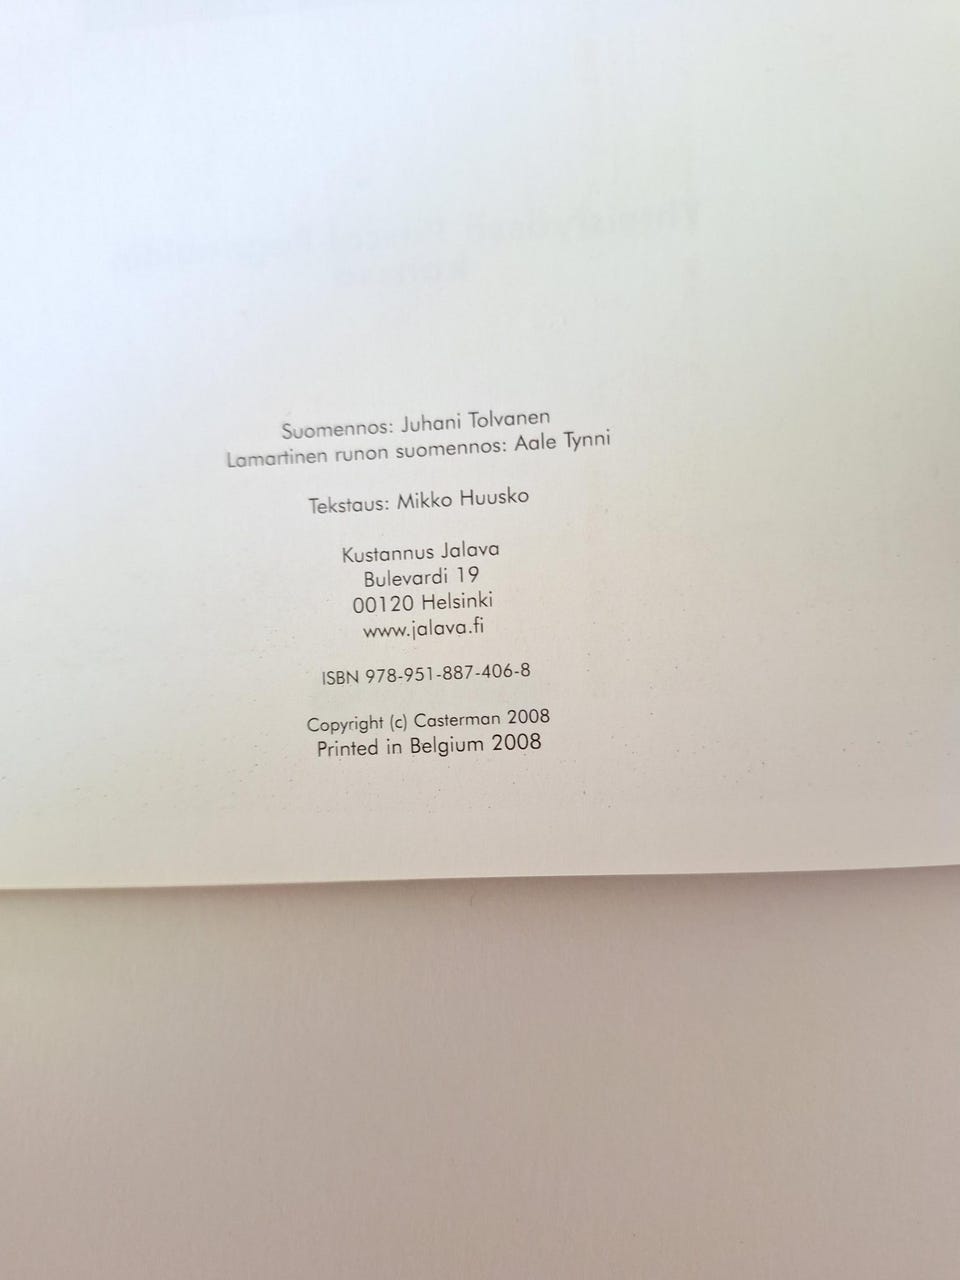 Suomennos: Juhani Tolvanen
Lamartinen runon suomennos: Aale Tynni
Tekstaus: Mikko Huusko
Kustannus Jalava
Bulevardi 19
00120 Helsinki
www.jalava.fi
ISBN 978-951-887-406-8
Copyright (c) Casterman 2008
Printed in Belgium 2008